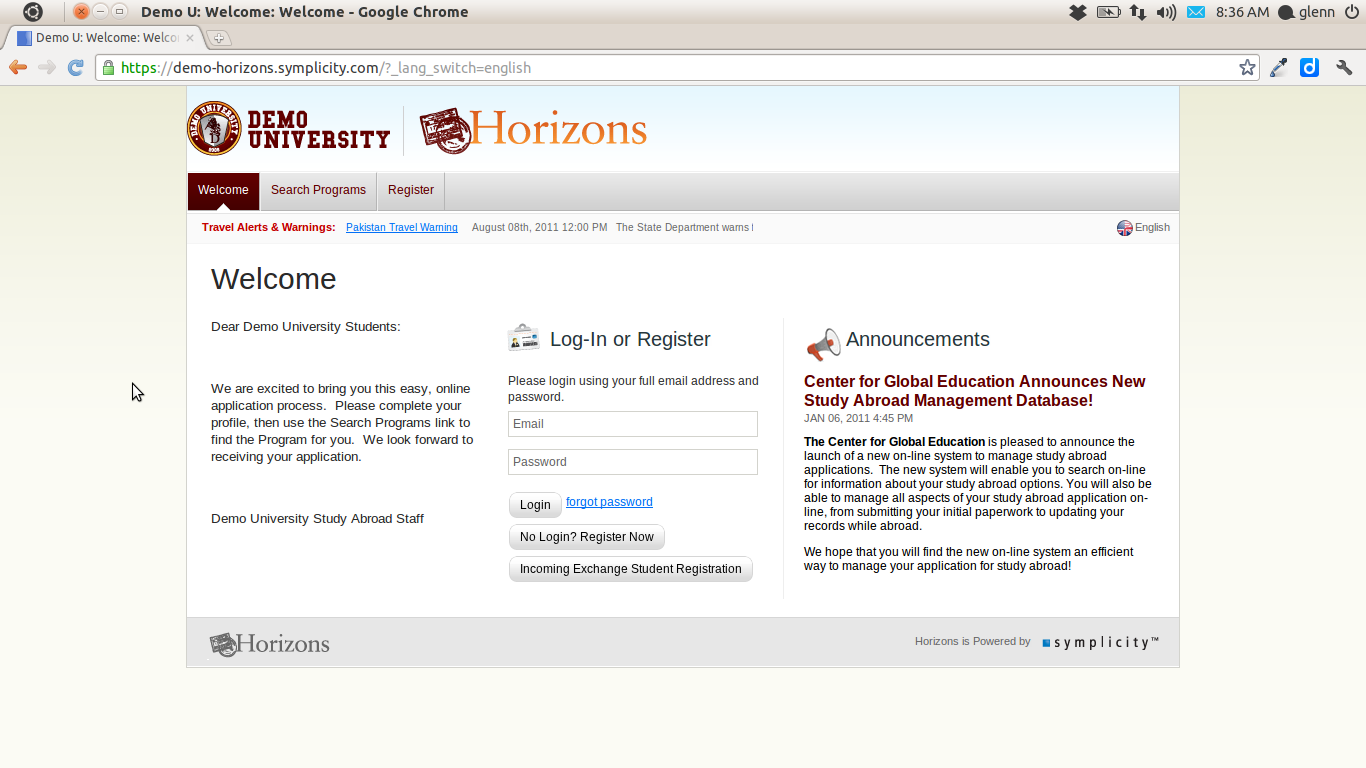 Demo U: Welcome: Welcome - Google Chrome
8:36 AM glenn
Demo U: Welcome: Welco
https://demo-horizons.symplicity.com/?_lang_switch=english
DEMO UNIVERSITY
Horizons
Welcome Search Programs Register
Travel Alerts & Warnings: Pakistan Travel Warning August 08th, 2011 12:00 PM The State Department warns
English
Welcome
Dear Demo University Students:
We are excited to bring you this easy, online
application process. Please complete your
profile, then use the Search Programs link to
find the Program for you. We look forward to
receiving your application.
Demo University Study Abroad Staff
Log-In or Register
Please login using your full email address and
password.
Email
Password
Login forgot password
No Login? Register Now
Incoming Exchange Student Registration
Announcements
Center for Global Education Announces New
Study Abroad Management Database!
JAN 06, 2011 4:45 PM
The Center for Global Education is pleased to announce the
launch of a new on-line system to manage study abroad
applications. The new system will enable you to search on-line
for information about your study abroad options. You will also be
able to manage all aspects of your study abroad application on-
line, from submitting your initial paperwork to updating your
records while abroad.
We hope that you will find the new on-line system an efficient
way to manage your application for study abroad!
Horizons
Horizons is Powered by symplicity™